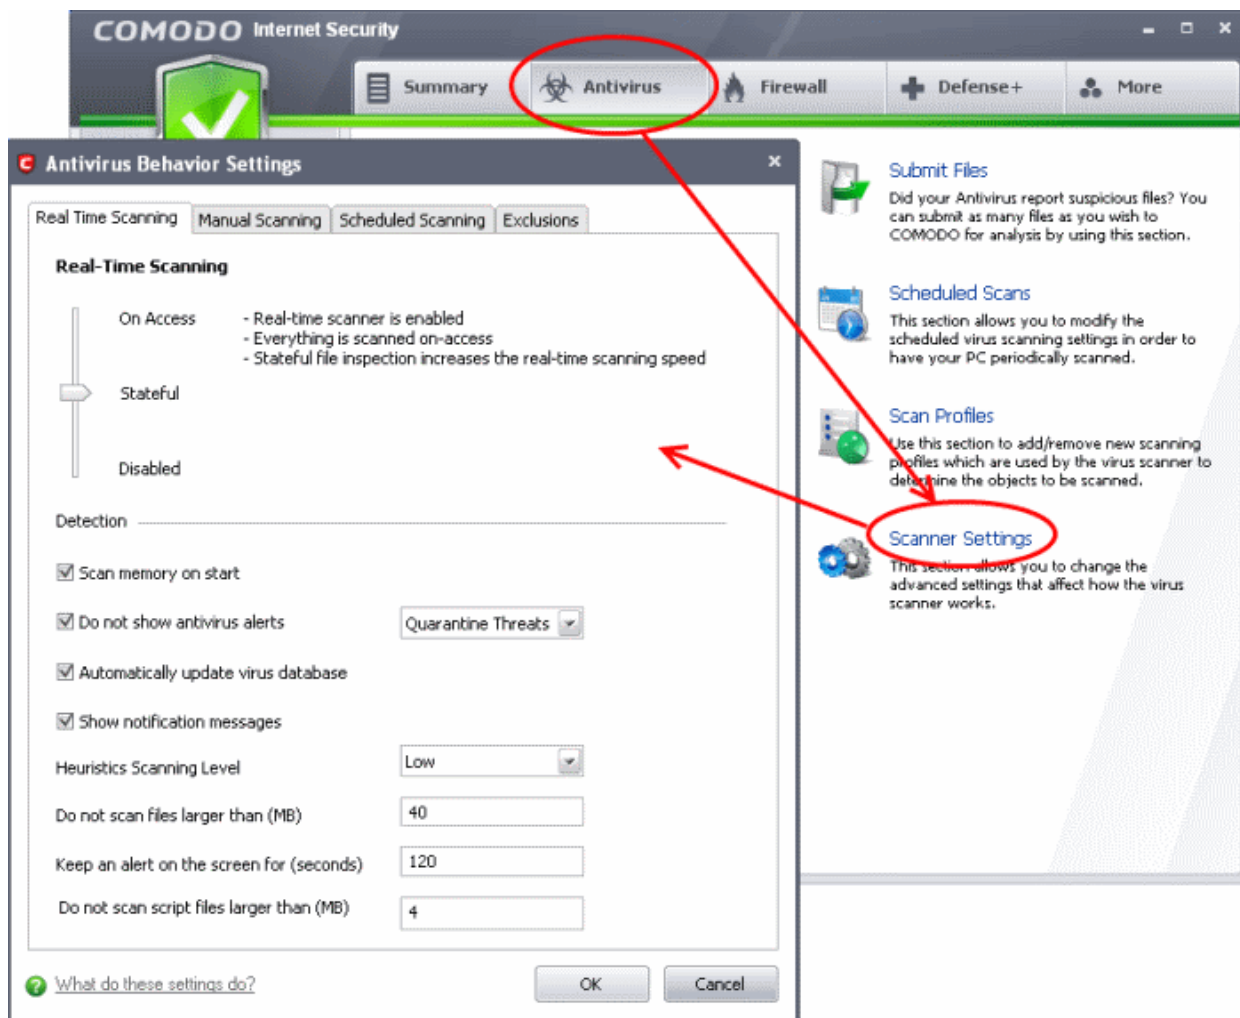 COMODO Internet Security
Summary
Antivirus
Firewall
Defense+
More
Antivirus Behavior Settings
Real Time Scanning
Manual Scanning
Scheduled Scanning
Exclusions
Real-Time Scanning
On Access
- Real-time scanner is enabled
- Everything is scanned on-access
- Stateful file inspection increases the real-time scanning speed
Stateful
Disabled
Detection
Scan memory on start
Do not show antivirus alerts
Quarantine Threats
Automatically update virus database
Show notification messages
Heuristics Scanning Level
Low
Do not scan files larger than (MB)
40
Keep an alert on the screen for (seconds)
120
Do not scan script files larger than (MB)
4
What do these settings do?
OK
Cancel
Submit Files
Did your Antivirus report suspicious files? You
can submit as many files as you wish to
COMODO for analysis by using this section.
Scheduled Scans
This section allows you to modify the
scheduled virus scanning settings in order to
have your PC periodically scanned.
Scan Profiles
Use this section to add/remove new scanning
profiles which are used by the virus scanner to
determine the objects to be scanned.
Scanner Settings
This section allows you to change the
advanced settings that affect how the virus
scanner works.